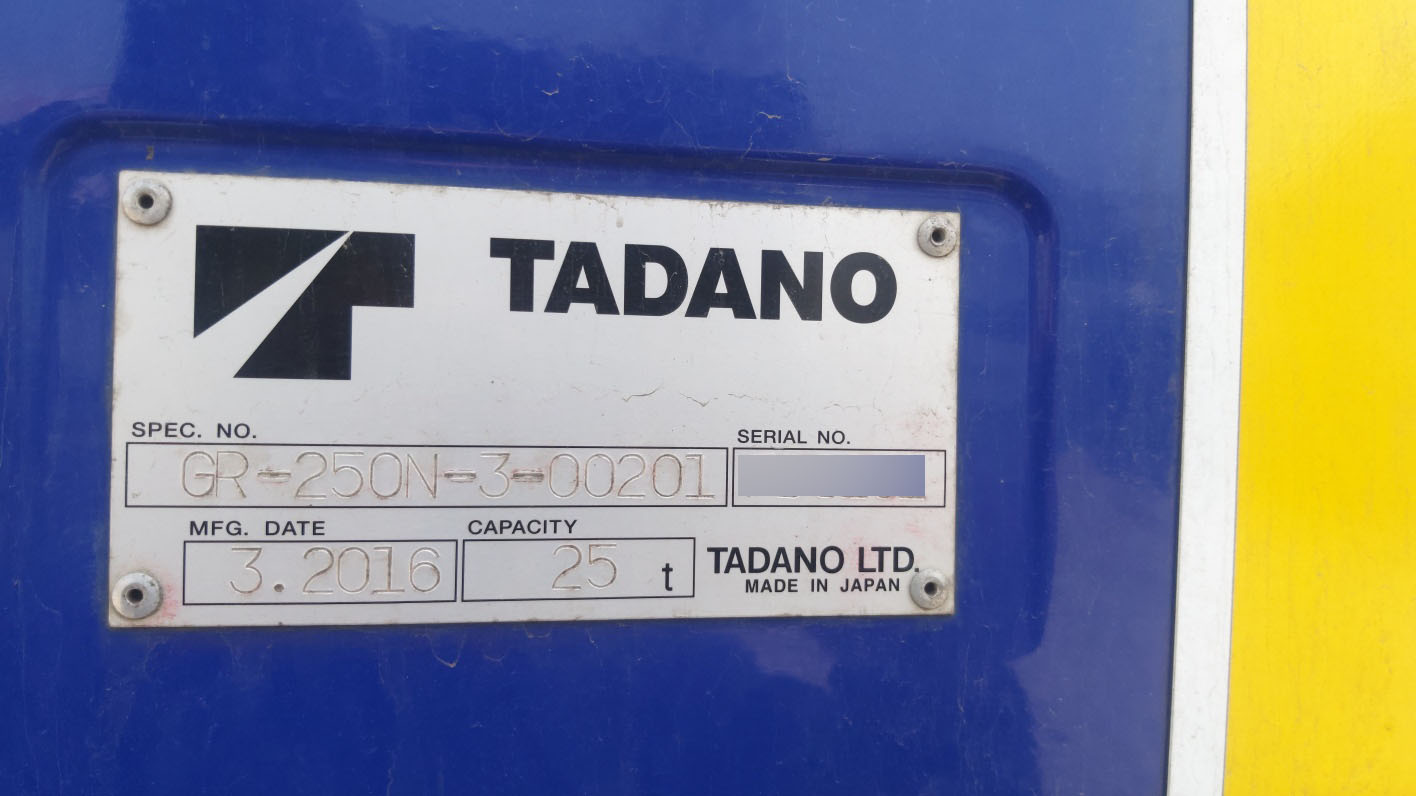 TADANO
SPEC. NO.
SERIAL NO.
GR-250N-3-00201
MFG. DATE
CAPACITY
3.2016
25 t
TADANO LTD.
MADE IN JAPAN